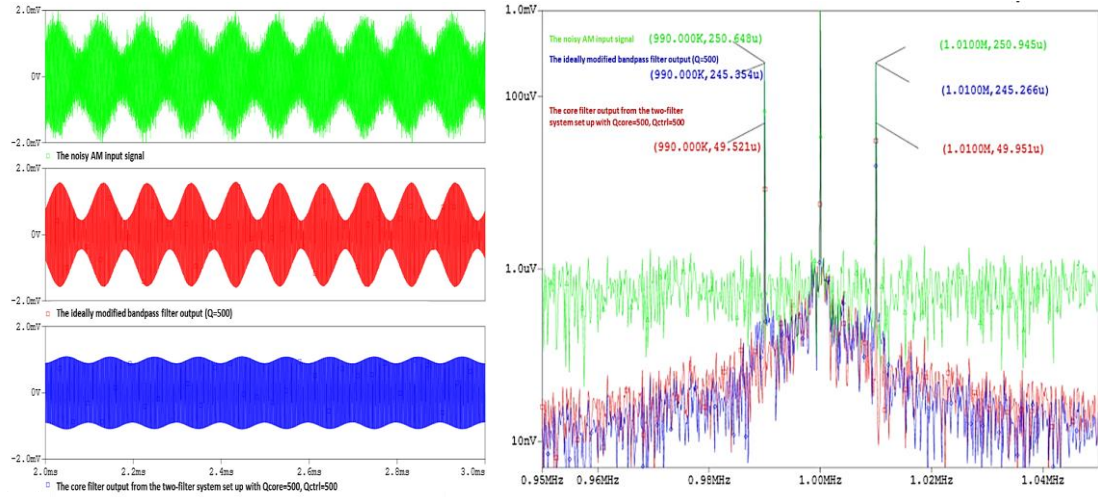 2.0mV
0V
-2.0mV
The noisy AM input signal
2.0mV
0V
-2.0mV
The ideally modified bandpass filter output (Q=500)
2.0mV
0V
-2.0mV
2.0ms 2.2ms 2.4ms 2.6ms 2.8ms 3.0ms
The core filter output from the two-filter system set up with Qcore=500, Qctrl=500
1.0mV
100uV
1.0uV
10nV
The noisy AM input signal
(990.000K,250.648u)
The ideally modified bandpass filter output (Q=500)
(990.000K,245.354u)
The core filter output from the two-filter
system set up with Qcore=500, Qctrl=500
(990.000K,49.521u)
(1.0100M,250.945u)
(1.0100M,245.266u)
(1.0100M,49.951u)
0.95MHz 0.96MHz 0.98MHz 1.00MHz 1.02MHz 1.04MHz